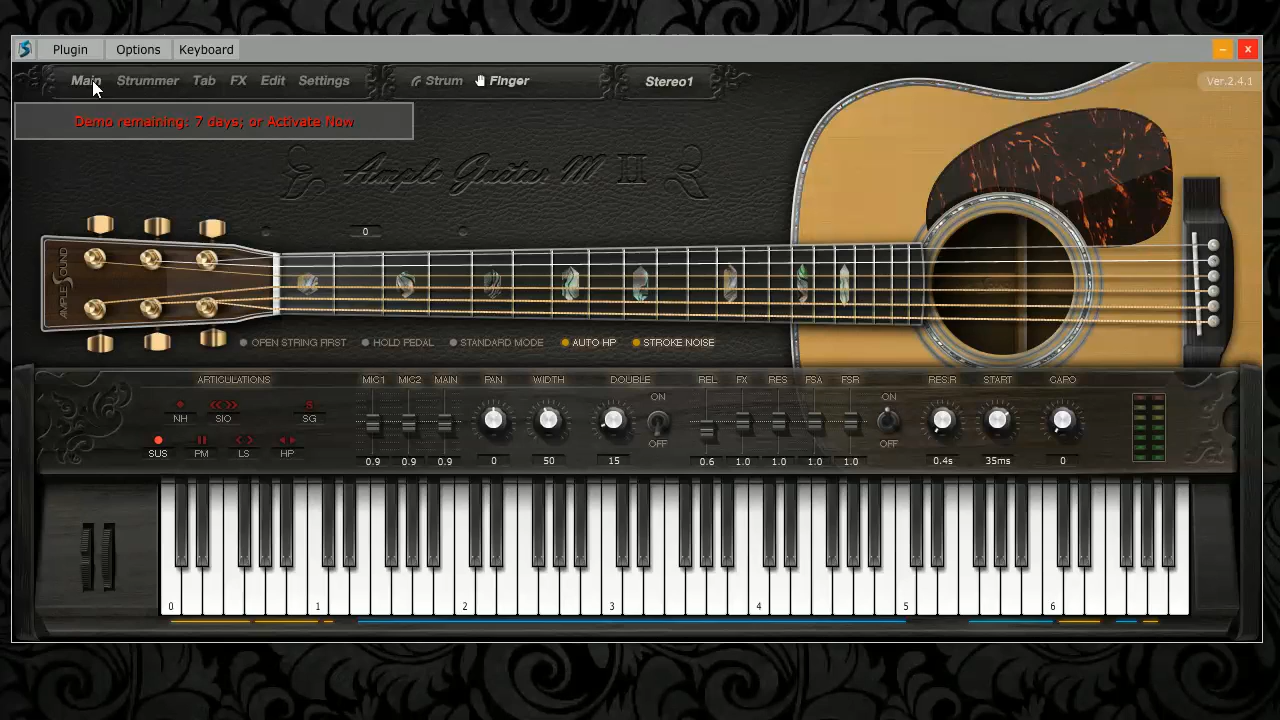 Plugin Options Keyboard
Main Strummer Tab FX Edit Settings Strum Finger Stereo1 Ver.2.4.1
Demo remaining: 7 days; or Activate Now
Ample Guitar M II
0
AMPLE SOUND
OPEN STRING FIRST HOLD PEDAL STANDARD MODE AUTO HP STROKE NOISE
ARTICULATIONS MIC1 MIC2 MAIN PAN WIDTH DOUBLE REL FX RES FSA FSR RES.R START CAPO
ON ON
NH SIO S SG
OFF OFF
SUS PM LS HP
0.9 0.9 0.9 0 50 15 0.6 1.0 1.0 1.0 1.0 0.4s 35ms 0
0 1 2 3 4 5 6